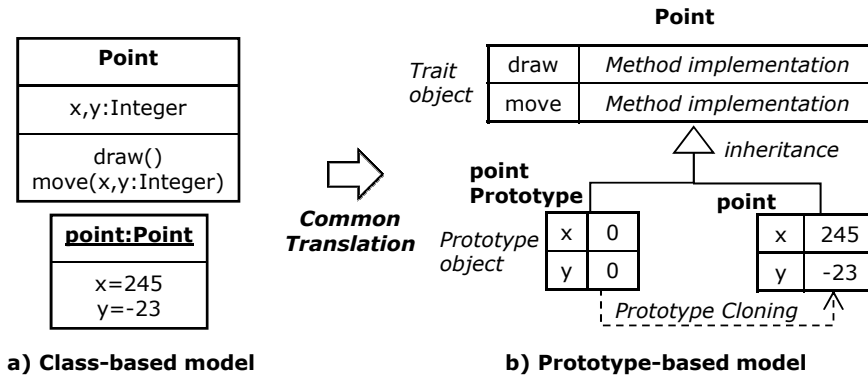 Point
x,y:Integer
draw()
move(x,y:Integer)
point:Point
x=245
y=-23
a) Class-based model
Common
Translation
Point
Trait
object
draw Method implementation
move Method implementation
inheritance
point
Prototype
point
Prototype
object
x 0
y 0
x 245
y -23
Prototype Cloning
b) Prototype-based model